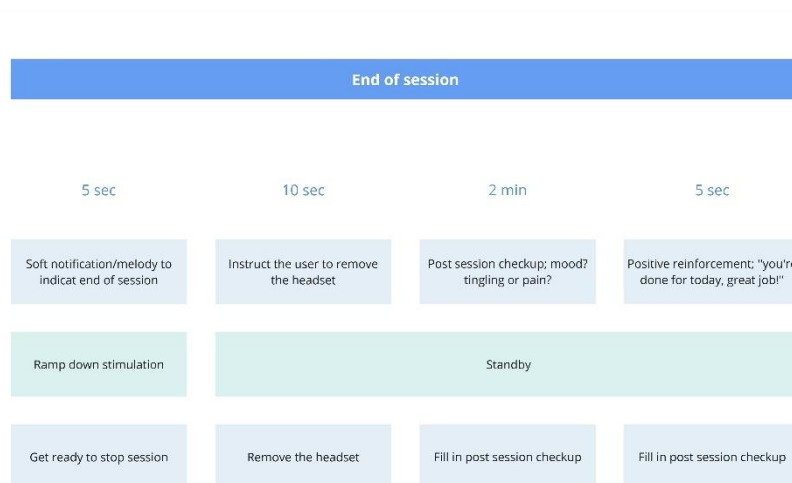 End of session
5 sec
10 sec
2 min
5 sec
Soft notification/melody to
indicat end of session
Instruct the user to remove
the headset
Post session checkup; mood?
tingling or pain?
Positive reinforcement; "you're
done for today, great job!"
Ramp down stimulation
Standby
Get ready to stop session
Remove the headset
Fill in post session checkup
Fill in post session checkup